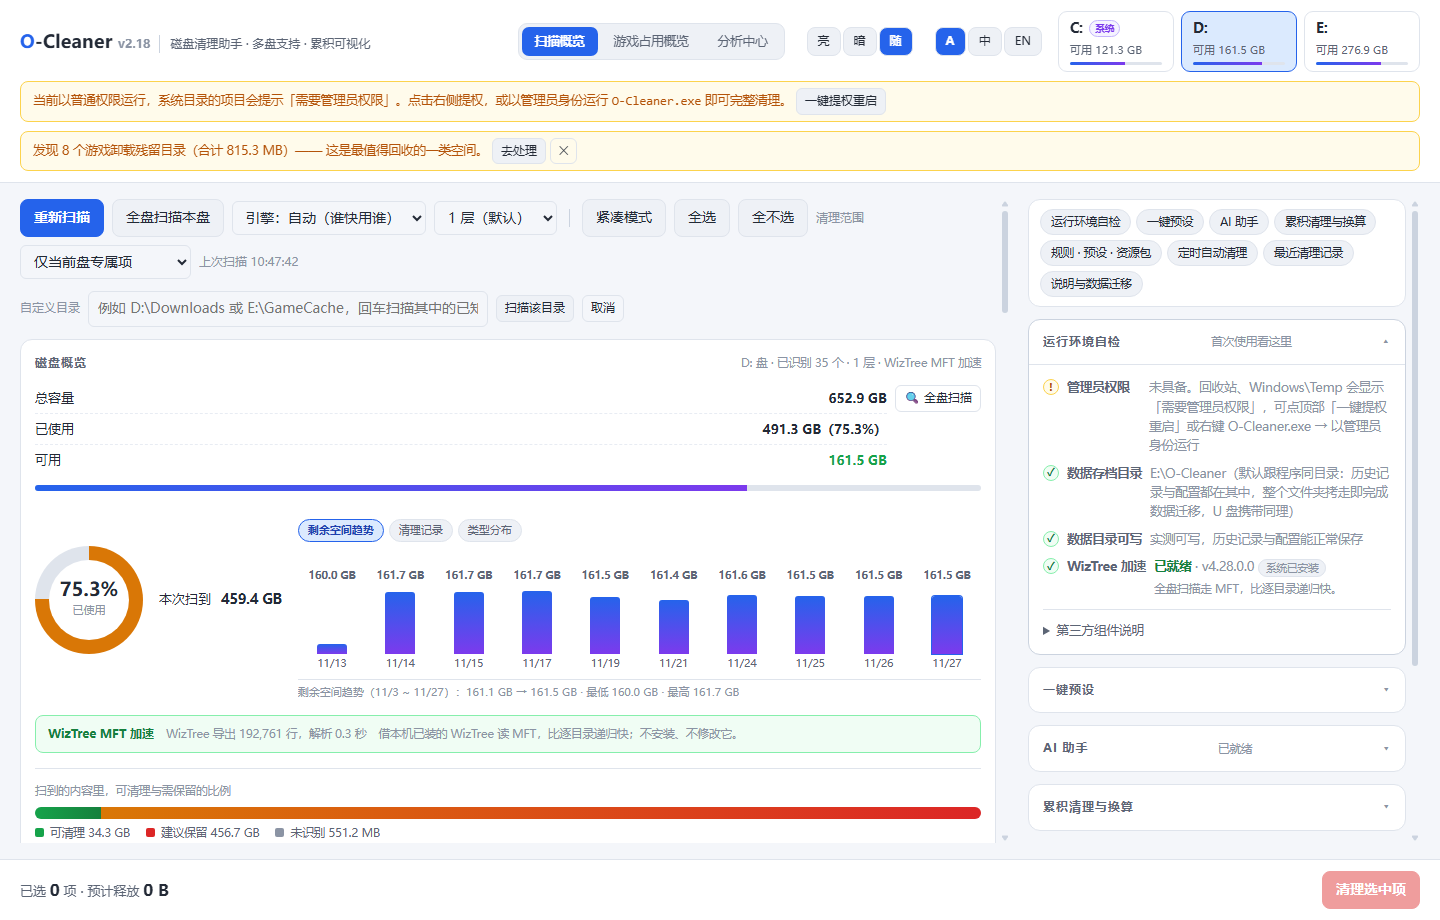 O-Cleaner v2.18 磁盘清理助手 · 多盘支持 · 累积可视化
扫描概览 游戏占用概览 分析中心
亮 暗 随
A 中 EN
C: 系统
可用 121.3 GB
D:
可用 161.5 GB
E:
可用 276.9 GB
当前以普通权限运行，系统目录的项目会提示「需要管理员权限」。点击右侧提权，或以管理员身份运行 O-Cleaner.exe 即可完整清理。 一键提权重启
发现 8 个游戏卸载残留目录（合计 815.3 MB）—— 这是最值得回收的一类空间。 去处理 ×
重新扫描 全盘扫描本盘 引擎：自动（谁快用谁） 1 层（默认） 紧凑模式 全选 全不选 清理范围
仅当前盘专属项 上次扫描 10:47:42
自定义目录 例如 D:\Downloads 或 E:\GameCache，回车扫描其中的已知 扫描该目录 取消
磁盘概览 D: 盘 · 已识别 35 个 · 1 层 · WizTree MFT 加速
总容量 652.9 GB 全盘扫描
已使用 491.3 GB（75.3%）
可用 161.5 GB
75.3%
已使用
本次扫到 459.4 GB
剩余空间趋势 清理记录 类型分布
160.0 GB 161.7 GB 161.7 GB 161.7 GB 161.5 GB 161.4 GB 161.6 GB 161.5 GB 161.5 GB 161.5 GB
11/13 11/14 11/15 11/17 11/19 11/21 11/24 11/25 11/26 11/27
剩余空间趋势（11/3 ~ 11/27）：161.1 GB → 161.5 GB · 最低 160.0 GB · 最高 161.7 GB
WizTree MFT 加速 WizTree 导出 192,761 行，解析 0.3 秒 借本机已装的 WizTree 读 MFT，比逐目录递归快；不安装、不修改它。
扫到的内容里，可清理与需保留的比例
可清理 34.3 GB 建议保留 456.7 GB 未识别 551.2 MB
运行环境自检 一键预设 AI 助手 累积清理与换算
规则 · 预设 · 资源包 定时自动清理 最近清理记录
说明与数据迁移
运行环境自检 首次使用看这里
管理员权限 未具备。回收站、Windows\Temp 会显示
「需要管理员权限」，可点顶部「一键提权
重启」或右键 O-Cleaner.exe → 以管理员
身份运行
数据存档目录 E:\O-Cleaner（默认跟程序同目录：历史记
录与配置都在其中，整个文件夹拷走即完成
数据迁移，U 盘携带同理）
数据目录可写 实测可写，历史记录与配置能正常保存
WizTree 加速 已就绪 · v4.28.0.0 系统已安装
全盘扫描走 MFT，比逐目录递归快。
第三方组件说明
一键预设
AI 助手 已就绪
累积清理与换算
已选 0 项 · 预计释放 0 B
清理选中项